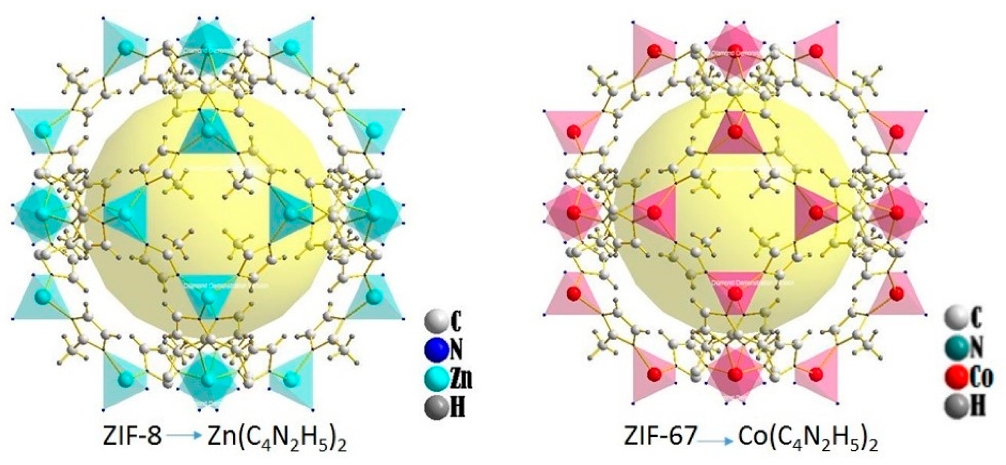 C
N
Zn
H
ZIF-8 → Zn(C₄N₂H₅)₂
C
N
Co
H
ZIF-67 → Co(C₄N₂H₅)₂